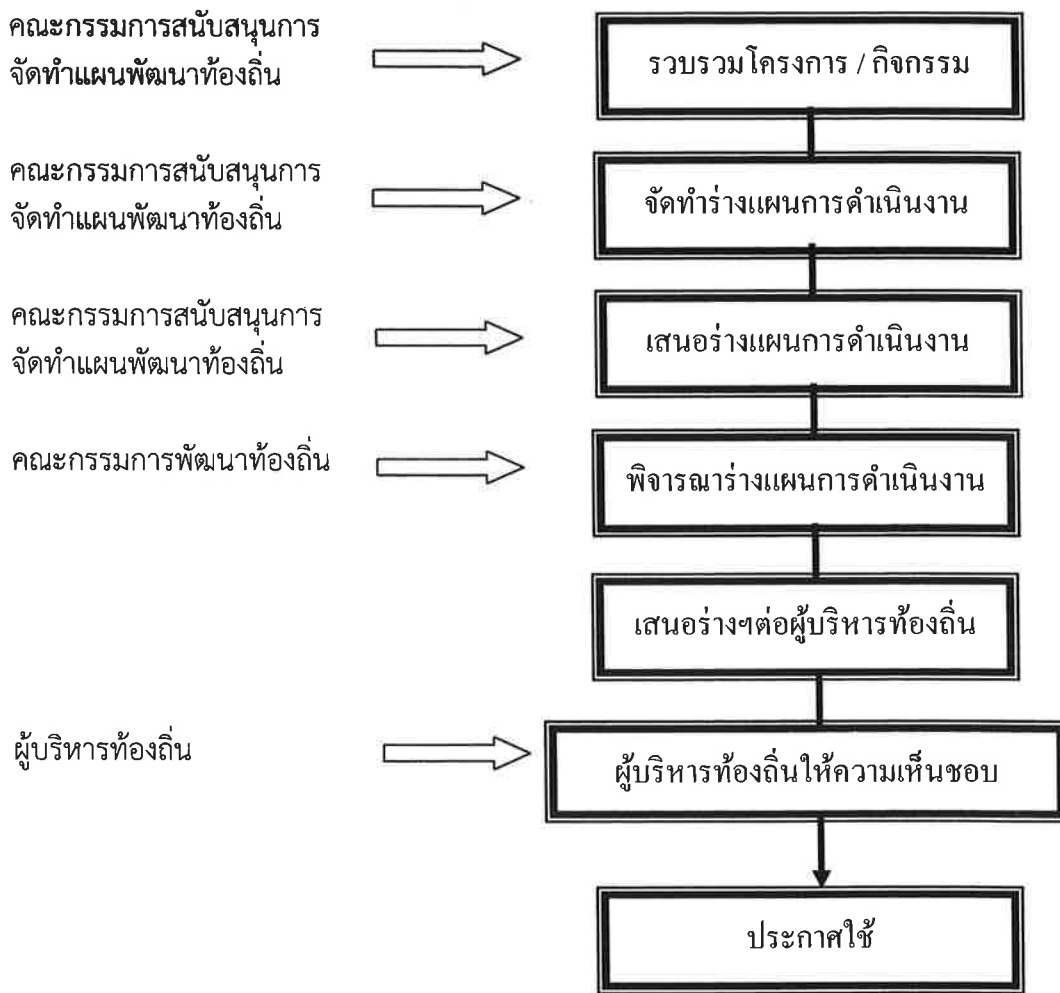 คณะกรรมการสนับสนุนการ
จัดทำแผนพัฒนาท้องถิ่น
รวบรวมโครงการ / กิจกรรม
คณะกรรมการสนับสนุนการ
จัดทำแผนพัฒนาท้องถิ่น
จัดทำร่างแผนการดำเนินงาน
คณะกรรมการสนับสนุนการ
จัดทำแผนพัฒนาท้องถิ่น
เสนอร่างแผนการดำเนินงาน
คณะกรรมการพัฒนาท้องถิ่น
พิจารณาร่างแผนการดำเนินงาน
เสนอร่างฯต่อผู้บริหารท้องถิ่น
ผู้บริหารท้องถิ่น
ผู้บริหารท้องถิ่นให้ความเห็นชอบ
ประกาศใช้